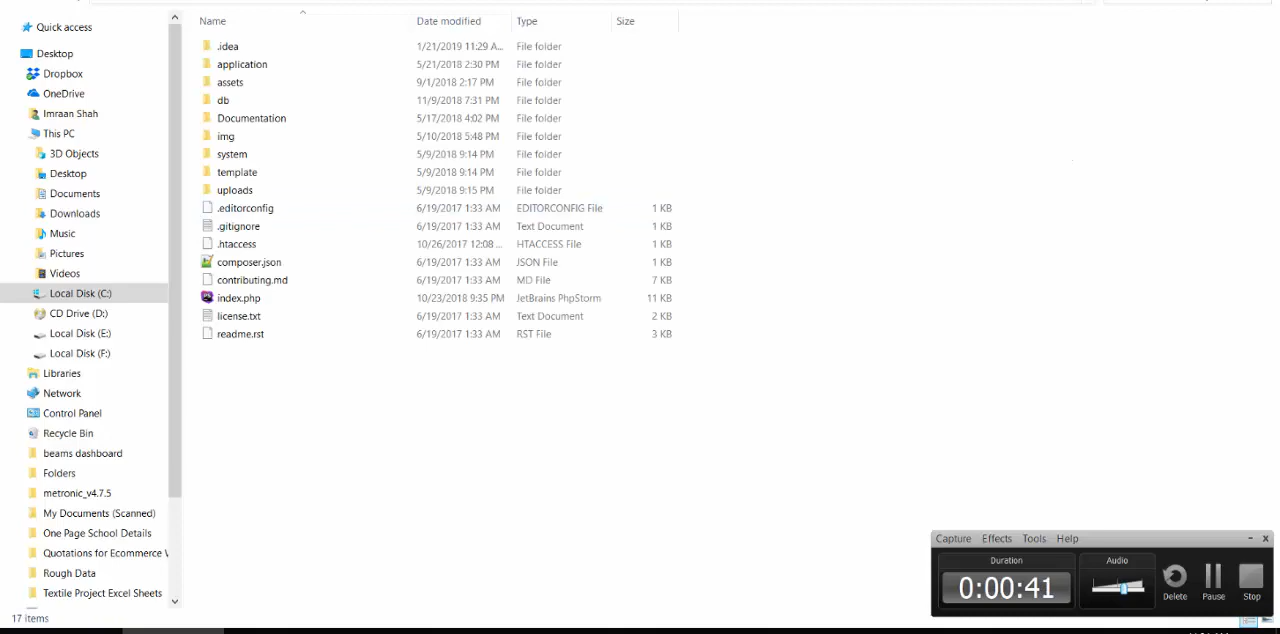 Name Date modified Type Size
Quick access
Desktop
Dropbox
OneDrive
Imraan Shah
This PC
3D Objects
Desktop
Documents
Downloads
Music
Pictures
Videos
Local Disk (C:)
CD Drive (D:)
Local Disk (E:)
Local Disk (F:)
Libraries
Network
Control Panel
Recycle Bin
beams dashboard
Folders
metronic_v4.7.5
My Documents (Scanned)
One Page School Details
Quotations for Ecommerce
Rough Data
Textile Project Excel Sheets
17 items
.idea 1/21/2019 11:29 A... File folder
application 5/21/2018 2:30 PM File folder
assets 9/1/2018 2:17 PM File folder
db 11/9/2018 7:31 PM File folder
Documentation 5/17/2018 4:02 PM File folder
img 5/10/2018 5:48 PM File folder
system 5/9/2018 9:14 PM File folder
template 5/9/2018 9:14 PM File folder
uploads 5/9/2018 9:15 PM File folder
.editorconfig 6/19/2017 1:33 AM EDITORCONFIG File 1 KB
.gitignore 6/19/2017 1:33 AM Text Document 1 KB
.htaccess 10/26/2017 12:08 ... HTACCESS File 1 KB
composer.json 6/19/2017 1:33 AM JSON File 1 KB
contributing.md 6/19/2017 1:33 AM MD File 7 KB
index.php 10/23/2018 9:35 PM JetBrains PhpStorm 11 KB
license.txt 6/19/2017 1:33 AM Text Document 2 KB
readme.rst 6/19/2017 1:33 AM RST File 3 KB
Capture Effects Tools Help - x
Duration Audio
0:00:41
Delete Pause Stop